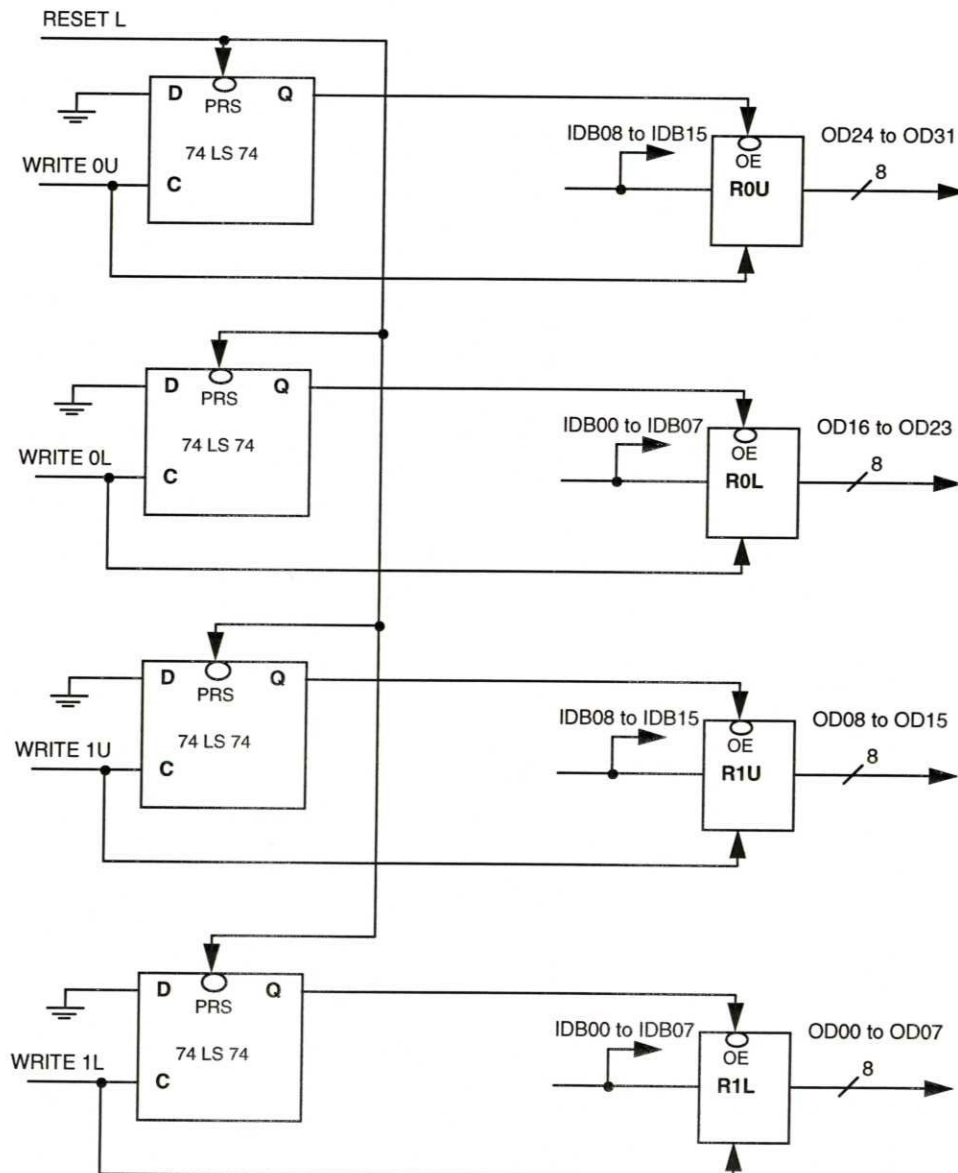 RESET L
D
Q
PRS
74 LS 74
WRITE 0U
C
IDB08 to IDB15
OD24 to OD31
8
OE
R0U
D
Q
PRS
74 LS 74
WRITE 0L
C
IDB00 to IDB07
OD16 to OD23
8
OE
R0L
D
Q
PRS
74 LS 74
WRITE 1U
C
IDB08 to IDB15
OD08 to OD15
8
OE
R1U
D
Q
PRS
74 LS 74
WRITE 1L
C
IDB00 to IDB07
OD00 to OD07
8
OE
R1L